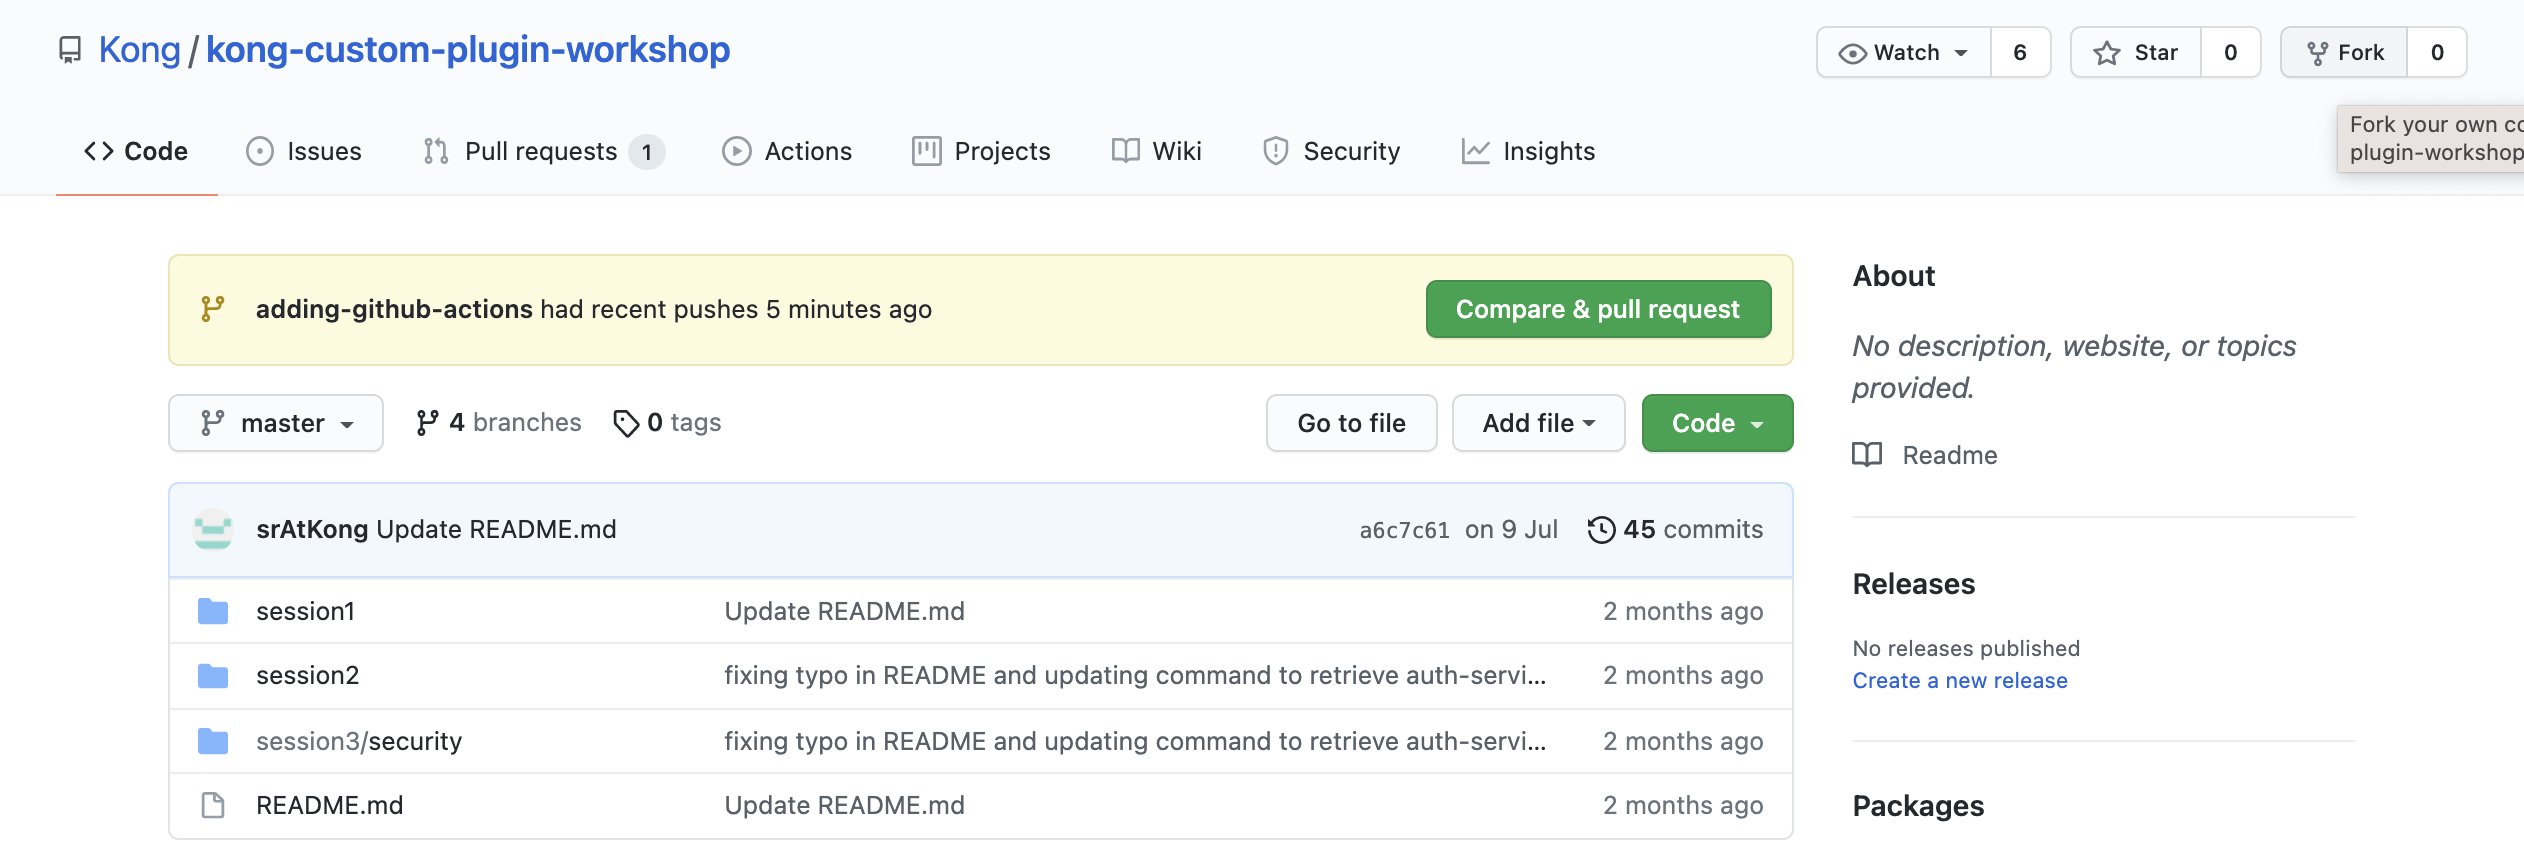 Kong / kong-custom-plugin-workshop
Watch 6 Star 0 Fork 0
Fork your own
plugin-workshop
Code Issues Pull requests 1 Actions Projects Wiki Security Insights
adding-github-actions had recent pushes 5 minutes ago Compare & pull request
master 4 branches 0 tags Go to file Add file Code
srAtKong Update README.md a6c7c61 on 9 Jul 45 commits
session1 Update README.md 2 months ago
session2 fixing typo in README and updating command to retrieve auth-servi... 2 months ago
session3/security fixing typo in README and updating command to retrieve auth-servi... 2 months ago
README.md Update README.md 2 months ago
About
No description, website, or topics
provided.
Readme
Releases
No releases published
Create a new release
Packages